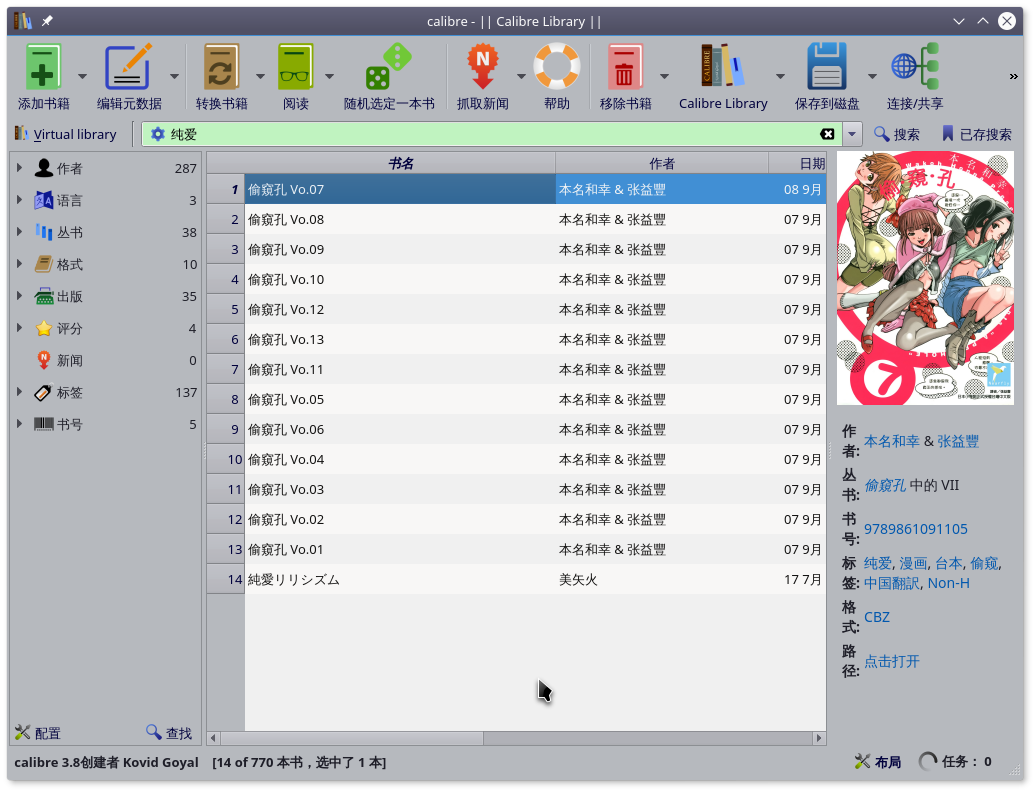 calibre - || Calibre Library ||
添加书籍 编辑元数据 转换书籍 阅读 随机选定一本书 抓取新闻 帮助 移除书籍 Calibre Library 保存到磁盘 连接/共享 »
Virtual library 纯爱 搜索 已存搜索
作者 287
语言 3
丛书 38
格式 10
出版 35
评分 4
新闻 0
标签 137
书号 5
配置 查找
书名 作者 日期
1 偷窺孔 Vo.07 本名和幸 & 张益豐 08 9月
2 偷窺孔 Vo.08 本名和幸 & 张益豐 07 9月
3 偷窺孔 Vo.09 本名和幸 & 张益豐 07 9月
4 偷窺孔 Vo.10 本名和幸 & 张益豐 07 9月
5 偷窺孔 Vo.12 本名和幸 & 张益豐 07 9月
6 偷窺孔 Vo.13 本名和幸 & 张益豐 07 9月
7 偷窺孔 Vo.11 本名和幸 & 张益豐 07 9月
8 偷窺孔 Vo.05 本名和幸 & 张益豐 07 9月
9 偷窺孔 Vo.06 本名和幸 & 张益豐 07 9月
10 偷窺孔 Vo.04 本名和幸 & 张益豐 07 9月
11 偷窺孔 Vo.03 本名和幸 & 张益豐 07 9月
12 偷窺孔 Vo.02 本名和幸 & 张益豐 07 9月
13 偷窺孔 Vo.01 本名和幸 & 张益豐 07 9月
14 純愛リリシズム 美矢火 17 7月
本名和幸
窺·孔
7
作者: 本名和幸 & 张益豐
丛书: 偷窺孔 中的 VII
书号: 9789861091105
标签: 纯爱, 漫画, 台本, 偷窥,
中国翻訳, Non-H
格式: CBZ
路径: 点击打开
calibre 3.8创建者 Kovid Goyal [14 of 770 本书，选中了 1 本] 布局 任务： 0